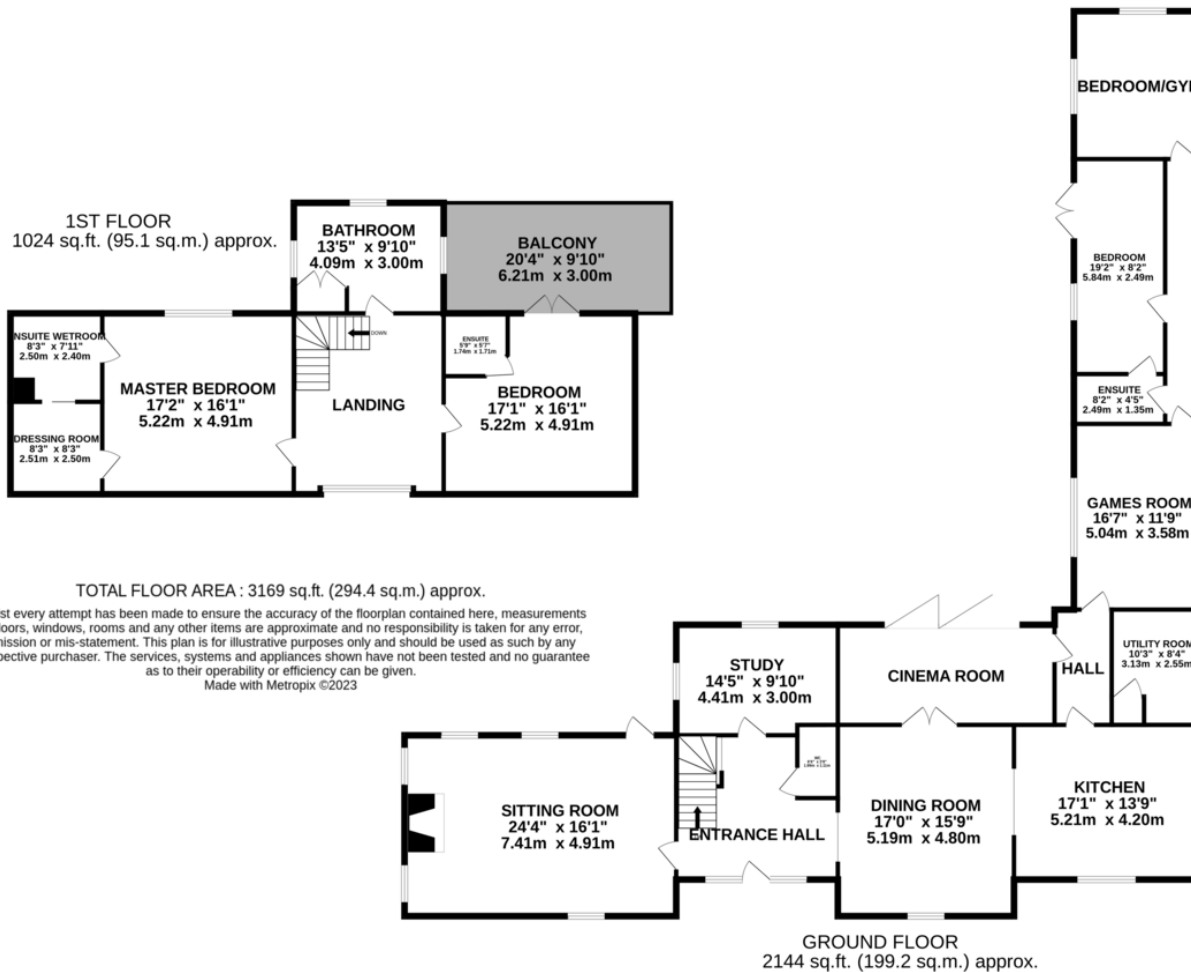 1ST FLOOR
1024 sq.ft. (95.1 sq.m.) approx.
BATHROOM
13'5" x 9'10"
4.09m x 3.00m
BALCONY
20'4" x 9'10"
6.21m x 3.00m
NSUITE WETROOM
8'3" x 7'11"
2.50m x 2.40m
MASTER BEDROOM
17'2" x 16'1"
5.22m x 4.91m
DRESSING ROOM
8'3" x 8'3"
2.51m x 2.50m
DOWN
LANDING
ENSUITE
5'9" x 5'7"
1.74m x 1.71m
BEDROOM
17'1" x 16'1"
5.22m x 4.91m
TOTAL FLOOR AREA : 3169 sq.ft. (294.4 sq.m.) approx.
st every attempt has been made to ensure the accuracy of the floorplan contained here, measurements
oors, windows, rooms and any other items are approximate and no responsibility is taken for any error,
mission or mis-statement. This plan is for illustrative purposes only and should be used as such by any
spective purchaser. The services, systems and appliances shown have not been tested and no guarantee
as to their operability or efficiency can be given.
Made with Metropix ©2023
BEDROOM/GY
BEDROOM
19'2" x 8'2"
5.84m x 2.49m
ENSUITE
8'2" x 4'5"
2.49m x 1.35m
GAMES ROOM
16'7" x 11'9"
5.04m x 3.58m
UTILITY ROOM
10'3" x 8'4"
3.13m x 2.55m
HALL
CINEMA ROOM
STUDY
14'5" x 9'10"
4.41m x 3.00m
WC
SITTING ROOM
24'4" x 16'1"
7.41m x 4.91m
ENTRANCE HALL
DINING ROOM
17'0" x 15'9"
5.19m x 4.80m
KITCHEN
17'1" x 13'9"
5.21m x 4.20m
GROUND FLOOR
2144 sq.ft. (199.2 sq.m.) approx.